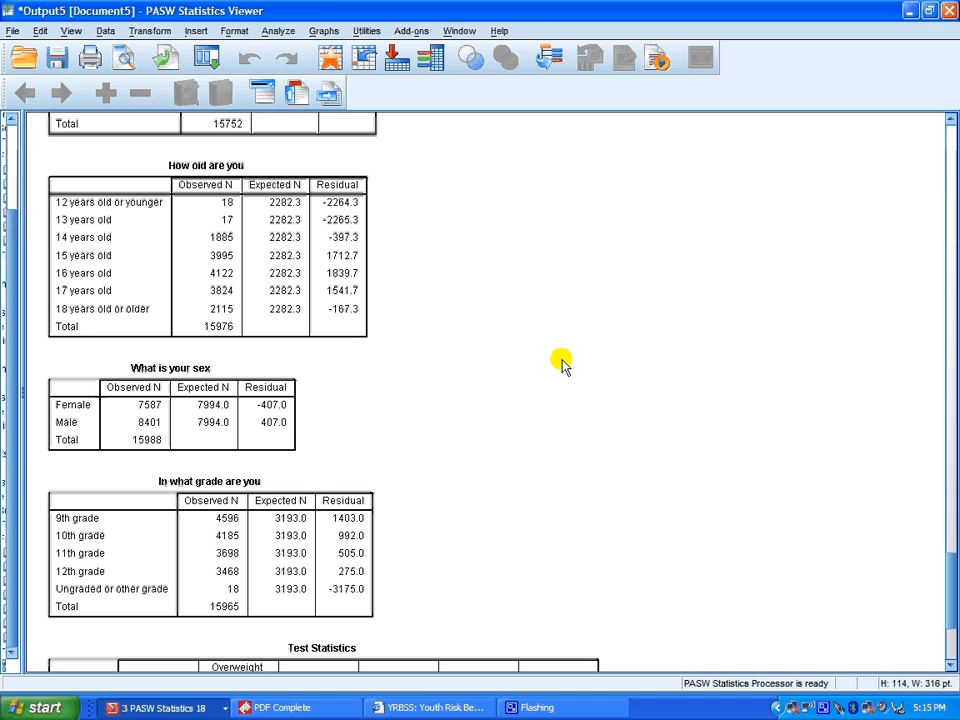 *Output5 [Document5] - PASW Statistics Viewer
File Edit View Data Transform Insert Format Analyze Graphs Utilities Add-ons Window Help
Total 15752
How old are you
Observed N Expected N Residual
12 years old or younger 18 2282.3 -2264.3
13 years old 17 2282.3 -2265.3
14 years old 1885 2282.3 -397.3
15 years old 3995 2282.3 1712.7
16 years old 4122 2282.3 1839.7
17 years old 3824 2282.3 1541.7
18 years old or older 2115 2282.3 -167.3
Total 15976
What is your sex
Observed N Expected N Residual
Female 7587 7994.0 -407.0
Male 8401 7994.0 407.0
Total 15988
In what grade are you
Observed N Expected N Residual
9th grade 4596 3193.0 1403.0
10th grade 4185 3193.0 992.0
11th grade 3698 3193.0 505.0
12th grade 3468 3193.0 275.0
Ungraded or other grade 18 3193.0 -3175.0
Total 15965
Test Statistics
Overweight
PASW Statistics Processor is ready H: 114, W: 316 pt.
start 3 PASW Statistics 18 PDF Complete YRBSS: Youth Risk Be... Flashing 5:15 PM